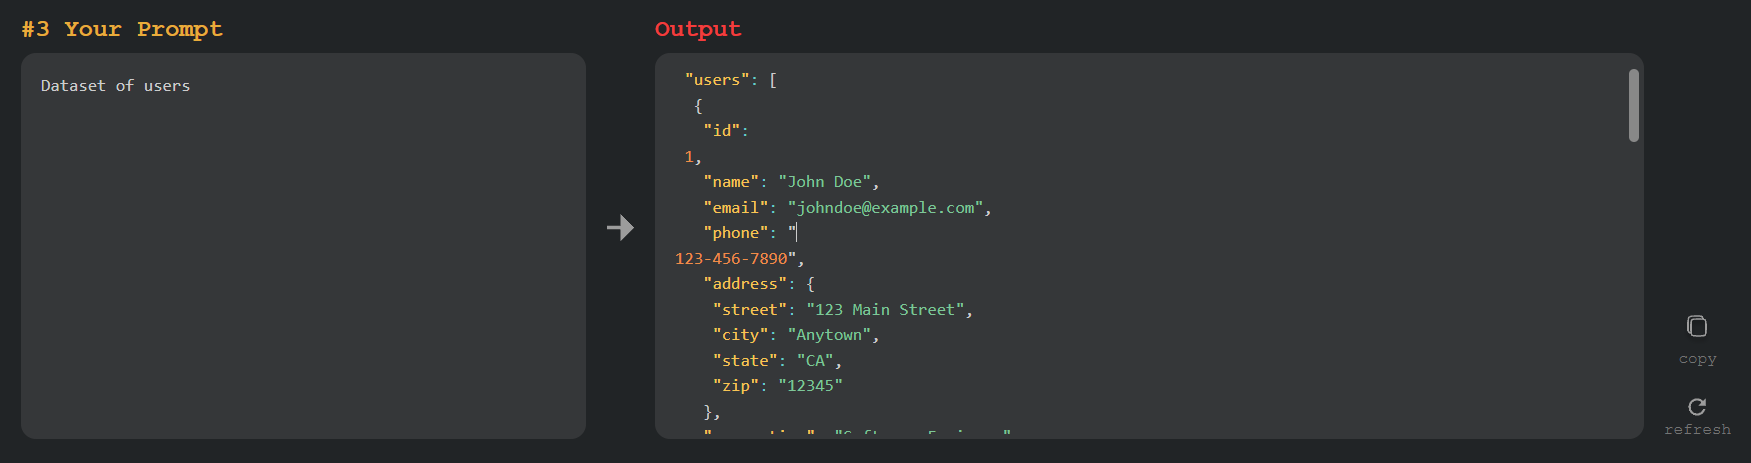 #3 Your Prompt
Dataset of users
Output
"users": [
{
"id":
1,
"name": "John Doe",
"email": "johndoe@example.com",
"phone": "
123-456-7890",
"address": {
"street": "123 Main Street",
"city": "Anytown",
"state": "CA",
"zip": "12345"
},
copy
refresh